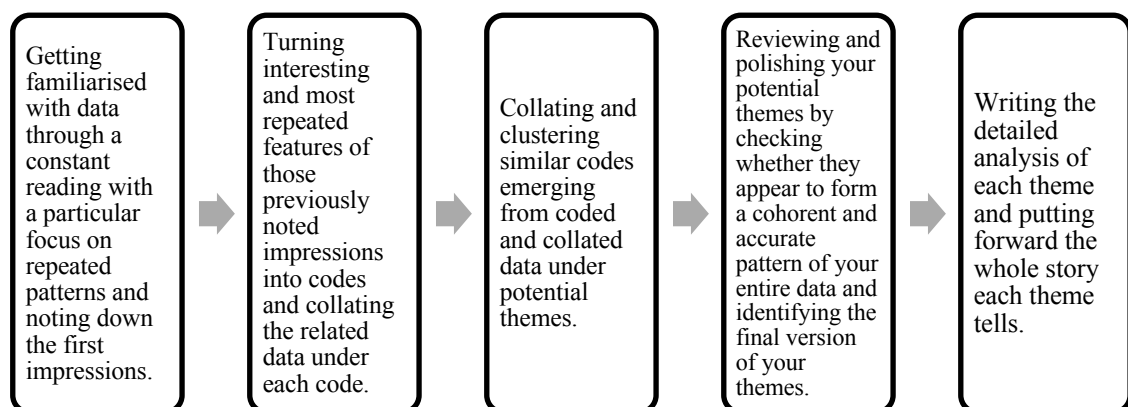 Getting
familiarised
with data
through a
constant
reading with
a particular
focus on
repeated
patterns and
noting down
the first
impressions.
Turning
interesting
and most
repeated
features of
those
previously
noted
impressions
into codes
and collating
the related
data under
each code.
Collating and
clustering
similar codes
emerging
from coded
and collated
data under
potential
themes.
Reviewing and
polishing your
potential
themes by
checking
whether they
appear to form
a cohorent and
accurate
pattern of your
entire data and
identifying the
final version
of your
themes.
Writing the
detailed
analysis of
each theme
and putting
forward the
whole story
each theme
tells.